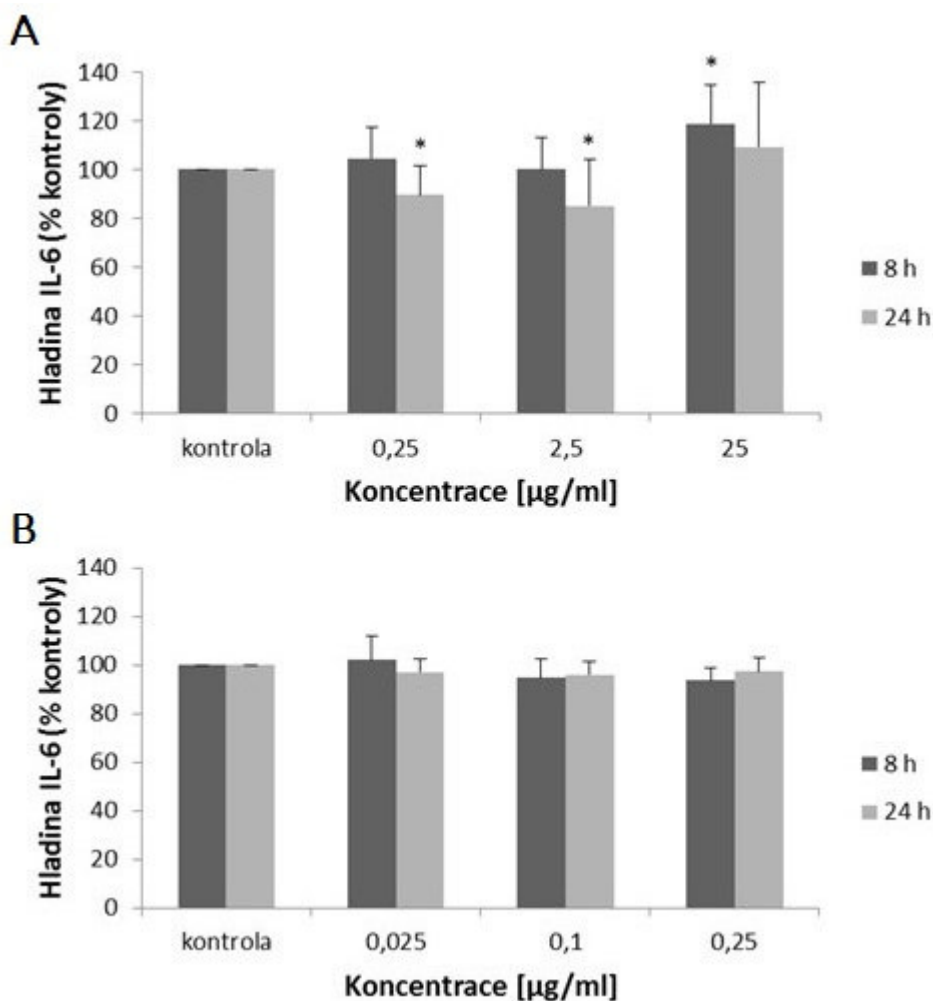 A
140
120
100
80
60
40
20
0
Hladina IL-6 (% kontroly)
*
*
*
8 h
24 h
kontrola 0,25 2,5 25
Koncentrace [µg/ml]
B
140
120
100
80
60
40
20
0
Hladina IL-6 (% kontroly)
8 h
24 h
kontrola 0,025 0,1 0,25
Koncentrace [µg/ml]